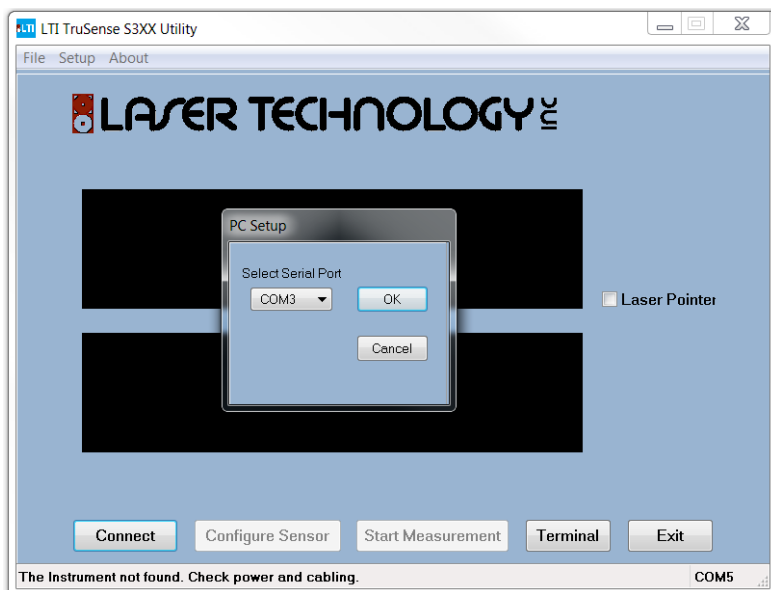 LTI LTI TruSense S3XX Utility
File Setup About
LASER TECHNOLOGY INC
PC Setup
Select Serial Port
COM3 OK
Laser Pointer
Cancel
Connect Configure Sensor Start Measurement Terminal Exit
The Instrument not found. Check power and cabling. COM5